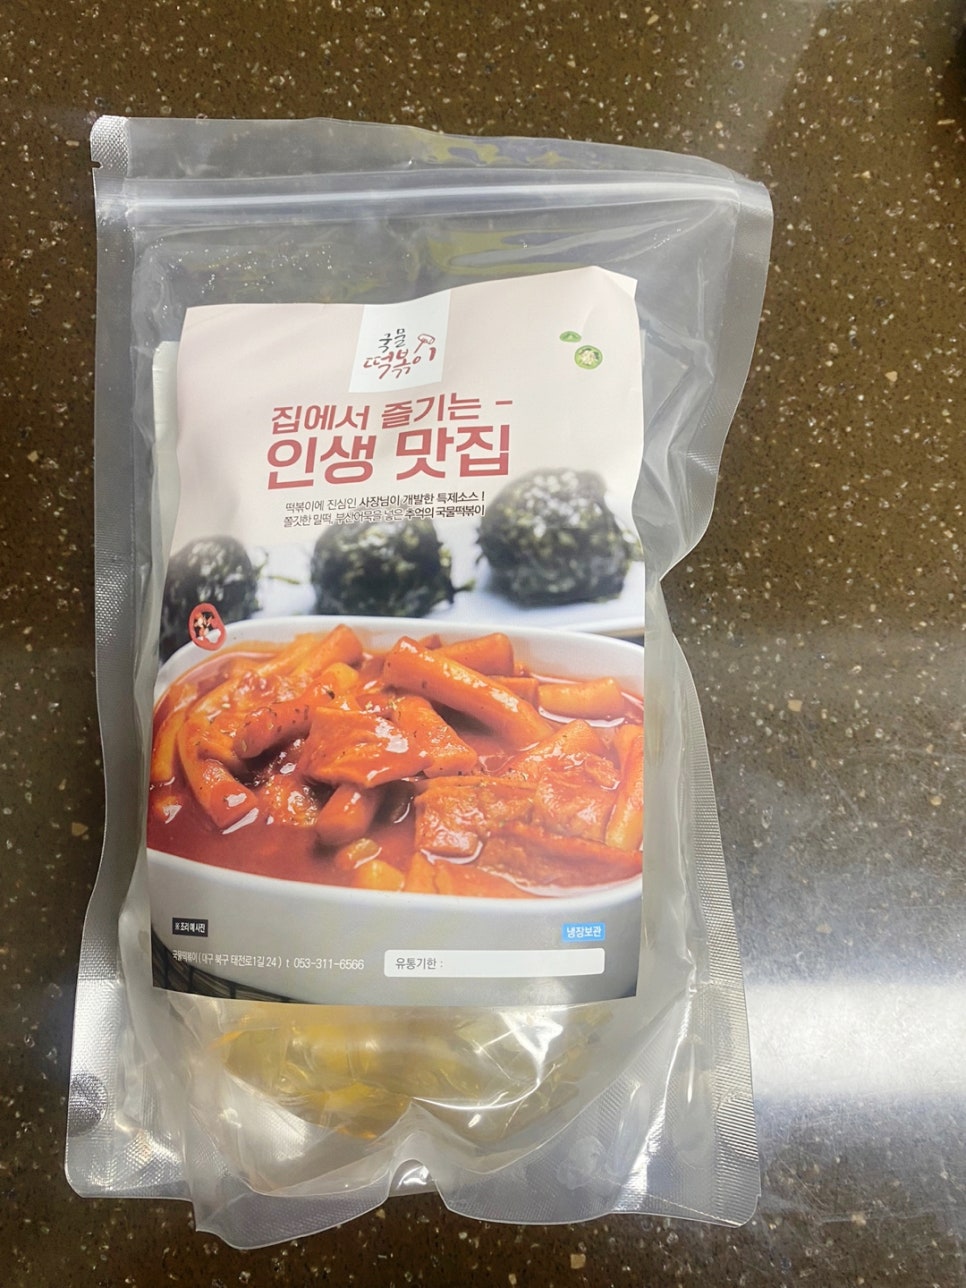 국물
떡볶이
집에서 즐기는 -
인생 맛집
떡볶이에 진심인 사장님이 개발한 특제소스 !
쫄깃한 밀떡, 부산어묵을 넣은 추억의 국물떡볶이
※ 조리예 사진
냉장보관
국물떡볶이 ( 대구 북구 태전로1길 24 ) t 053-311-6566
유통기한 :